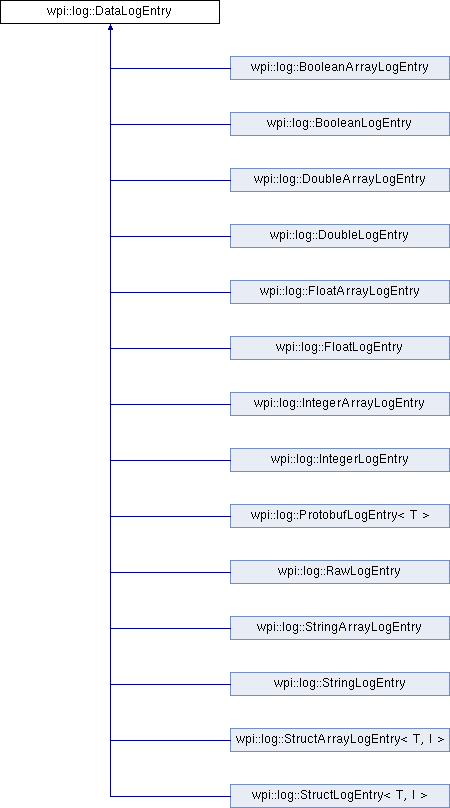 wpi::log::DataLogEntry
wpi::log::BooleanArrayLogEntry
wpi::log::BooleanLogEntry
wpi::log::DoubleArrayLogEntry
wpi::log::DoubleLogEntry
wpi::log::FloatArrayLogEntry
wpi::log::FloatLogEntry
wpi::log::IntegerArrayLogEntry
wpi::log::IntegerLogEntry
wpi::log::ProtobufLogEntry< T >
wpi::log::RawLogEntry
wpi::log::StringArrayLogEntry
wpi::log::StringLogEntry
wpi::log::StructArrayLogEntry< T, I >
wpi::log::StructLogEntry< T, I >